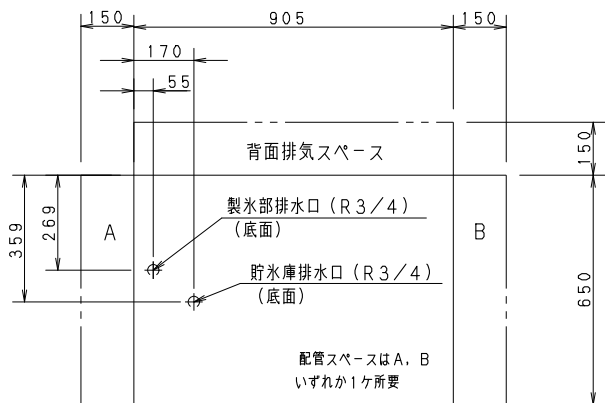 150
905
150
170
55
背面排気スペース
150
製氷部排水口（R3/4）
（底面）
A
B
269
359
貯氷庫排水口（R3/4）
（底面）
650
配管スペースはA，B
いずれか1ケ所要